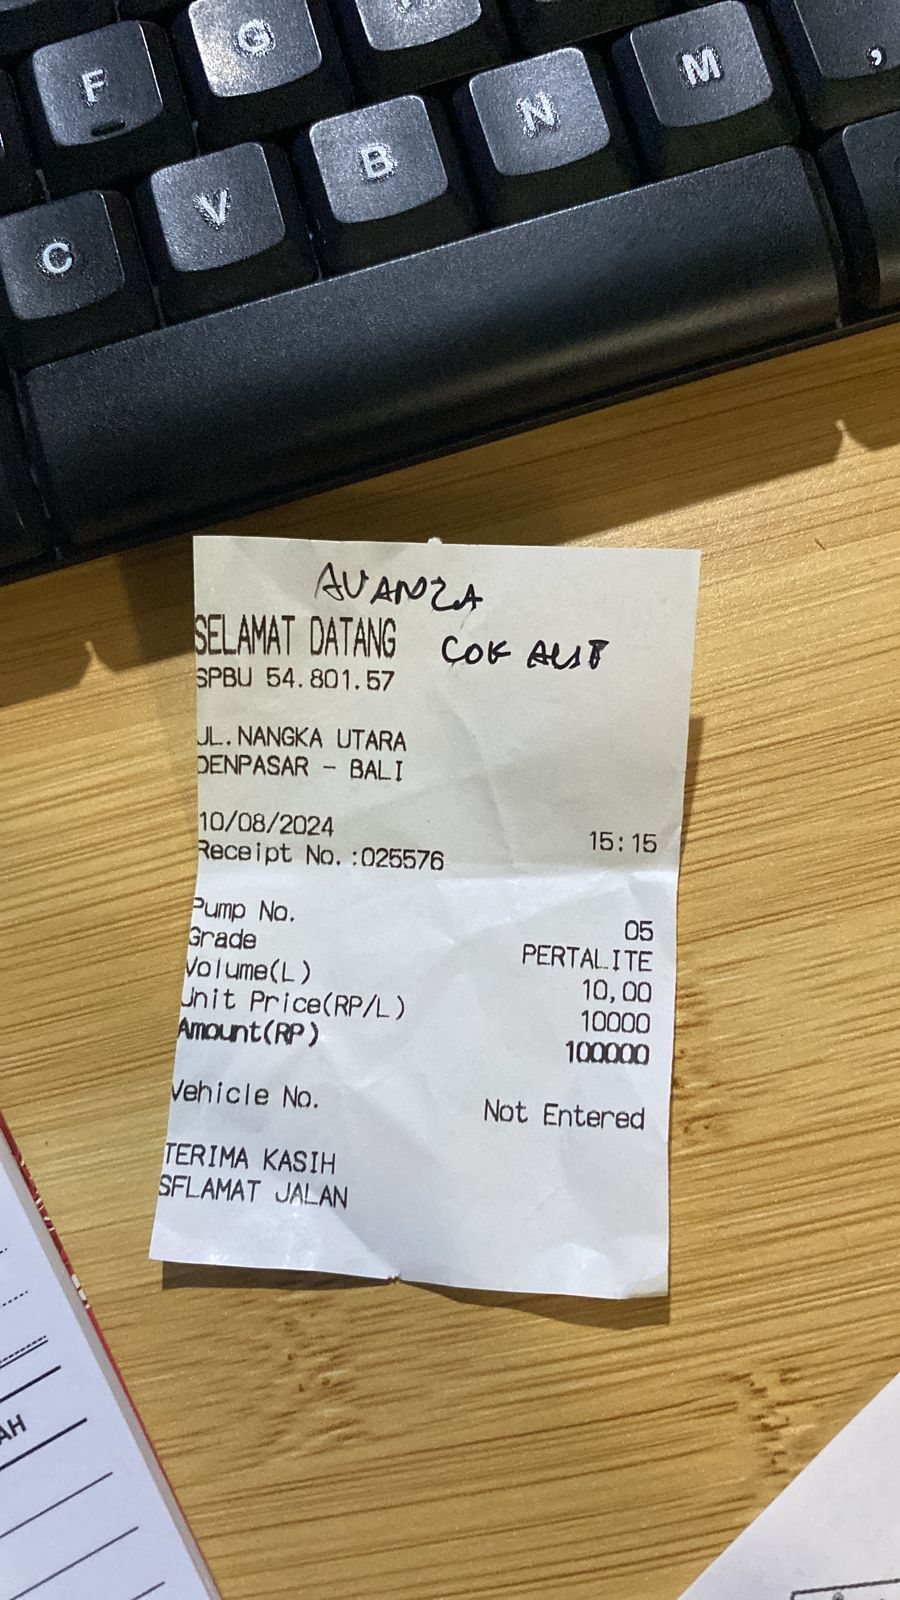 G
F
M
N
B
V
C
,
AVANZA
SELAMAT DATANG
COK
SPBU 54.801.57
JL.NANGKA UTARA
DENPASAR - BALI
10/08/2024 15:15
Receipt No.:025576
Pump No. 05
Grade PERTALITE
Volume(L) 10,00
Unit Price(RP/L) 10000
Amount(RP) 100000
Vehicle No. Not Entered
TERIMA KASIH
SELAMAT JALAN
AH